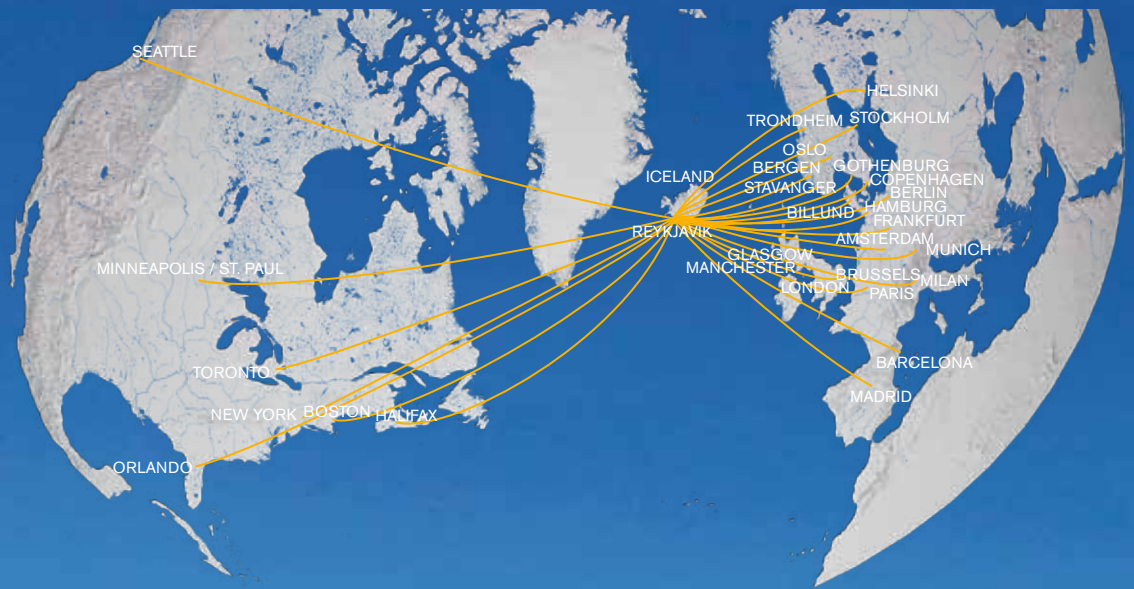 SEATTLE
HELSINKI
TRONDHEIM
STOCKHOLM
OSLO
BERGEN
GOTHENBURG
ICELAND
COPENHAGEN
STAVANGER
BERLIN
BILLUND
HAMBURG
FRANKFURT
REYKJAVIK
AMSTERDAM
MUNICH
GLASGOW
MINNEAPOLIS / ST. PAUL
MANCHESTER
BRUSSELS
MILAN
LONDON
PARIS
BARCELONA
TORONTO
MADRID
NEW YORK
BOSTON
HALIFAX
ORLANDO